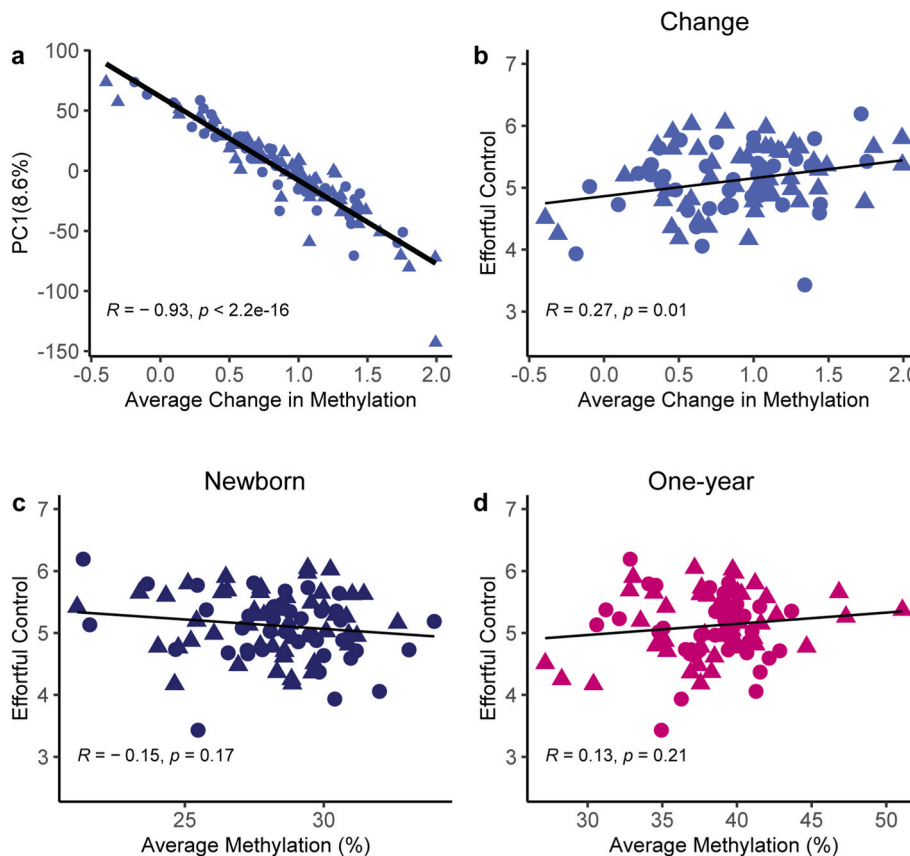 Change
a
100
50
0
-50
-100
-150
PC1(8.6%)
R = − 0.93, p < 2.2e-16
-0.5 0.0 0.5 1.0 1.5 2.0
Average Change in Methylation
b
7
6
5
4
3
Effortful Control
R = 0.27, p = 0.01
-0.5 0.0 0.5 1.0 1.5 2.0
Average Change in Methylation
Newborn
c
7
6
5
4
3
Effortful Control
R = − 0.15, p = 0.17
25 30
Average Methylation (%)
One-year
d
7
6
5
4
3
Effortful Control
R = 0.13, p = 0.21
30 35 40 45 50
Average Methylation (%)